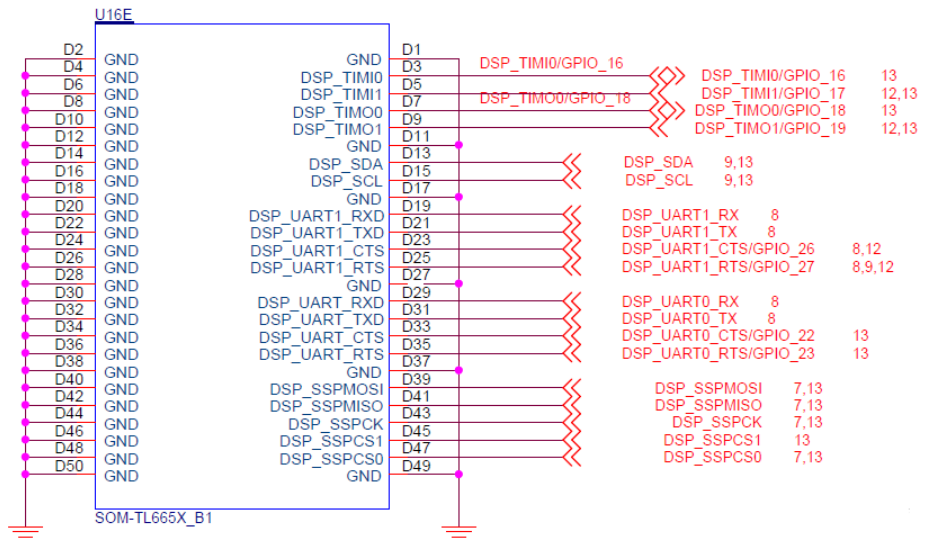 U16E
D2 GND GND D1
DSP_TIMI0/GPIO_16
D4 GND DSP_TIMI0 D3 DSP_TIMI0/GPIO_16 13
D6 GND DSP_TIMI1 D5 DSP_TIMI1/GPIO_17 12,13
DSP_TIMO0/GPIO_18
D8 GND DSP_TIMO0 D7 DSP_TIMO0/GPIO_18 13
D10 GND DSP_TIMO1 D9 DSP_TIMO1/GPIO_19 12,13
D12 GND GND D11
D14 GND DSP_SDA D13 DSP_SDA 9,13
D16 GND DSP_SCL D15 DSP_SCL 9,13
D18 GND GND D17
D20 GND DSP_UART1_RXD D19 DSP_UART1_RX 8
D22 GND DSP_UART1_TXD D21 DSP_UART1_TX 8
D24 GND DSP_UART1_CTS D23 DSP_UART1_CTS/GPIO_26 8,12
D26 GND DSP_UART1_RTS D25 DSP_UART1_RTS/GPIO_27 8,9,12
D28 GND GND D27
D30 GND DSP_UART_RXD D29 DSP_UART0_RX 8
D32 GND DSP_UART_TXD D31 DSP_UART0_TX 8
D34 GND DSP_UART_CTS D33 DSP_UART0_CTS/GPIO_22 13
D36 GND DSP_UART_RTS D35 DSP_UART0_RTS/GPIO_23 13
D38 GND GND D37
D40 GND DSP_SSPMOSI D39 DSP_SSPMOSI 7,13
D42 GND DSP_SSPMISO D41 DSP_SSPMISO 7,13
D44 GND DSP_SSPCK D43 DSP_SSPCK 7,13
D46 GND DSP_SSPCS1 D45 DSP_SSPCS1 13
D48 GND DSP_SSPCS0 D47 DSP_SSPCS0 7,13
D50 GND GND D49
SOM-TL665X_B1